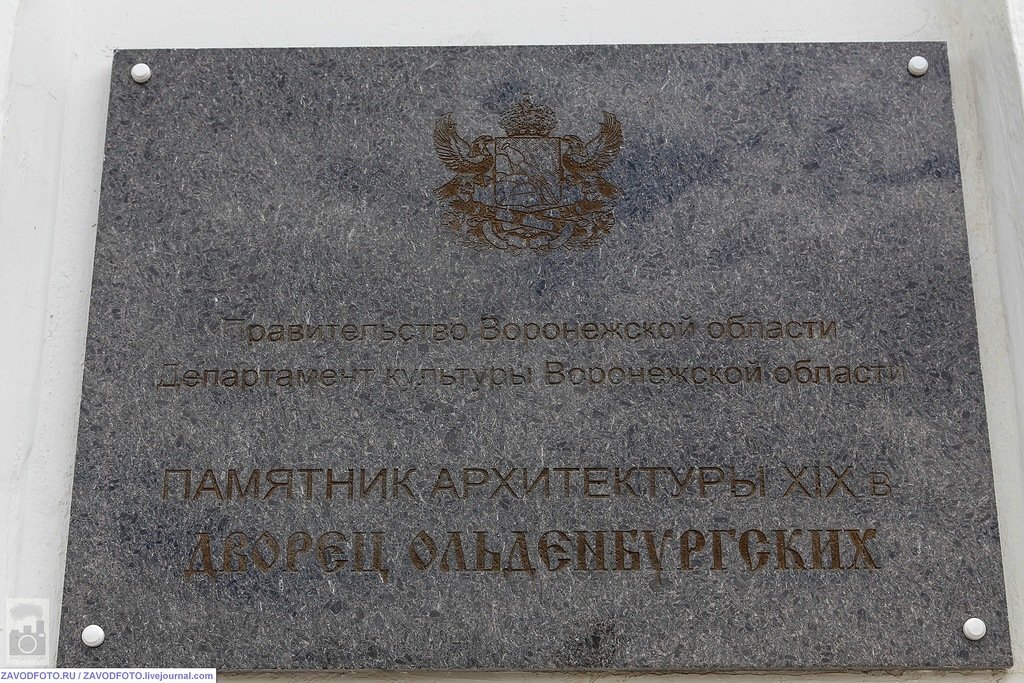 Правительство Воронежской области
Департамент культуры Воронежской области
ПАМЯТНИК АРХИТЕКТУРЫ XIX в
ДВОРЕЦ ОЛЬДЕНБУРГСКИХ
ZAVODFOTO.RU / ZAVODFOTO.livejournal.com